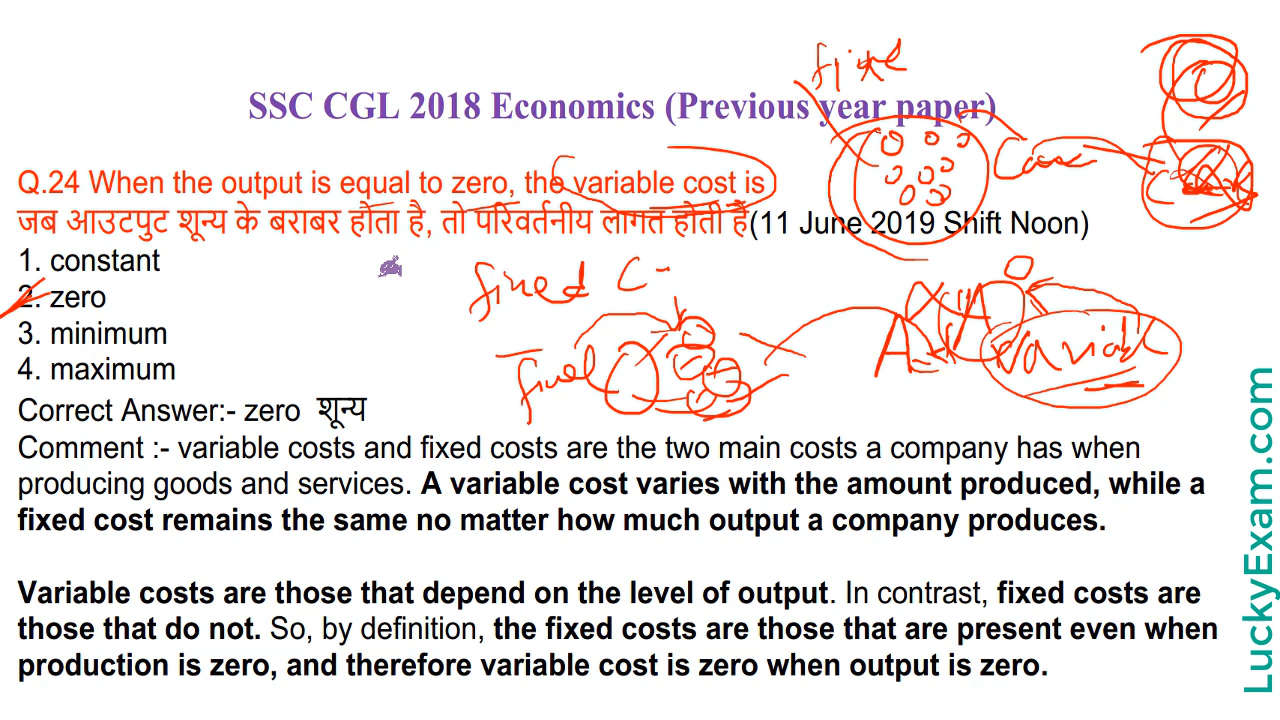 SSC CGL 2018 Economics (Previous year paper)
fixed
Q.24 When the output is equal to zero, the variable cost is
जब आउटपुट शून्य के बराबर होता है, तो परिवर्तनीय लागत होती हैं(11 June 2019 Shift Noon)
1. constant
2. zero
3. minimum
4. maximum
fixed C
fixed
Variable
Correct Answer:- zero शून्य
Comment :- variable costs and fixed costs are the two main costs a company has when
producing goods and services. A variable cost varies with the amount produced, while a
fixed cost remains the same no matter how much output a company produces.
Variable costs are those that depend on the level of output. In contrast, fixed costs are
those that do not. So, by definition, the fixed costs are those that are present even when
production is zero, and therefore variable cost is zero when output is zero.
LuckyExam.com